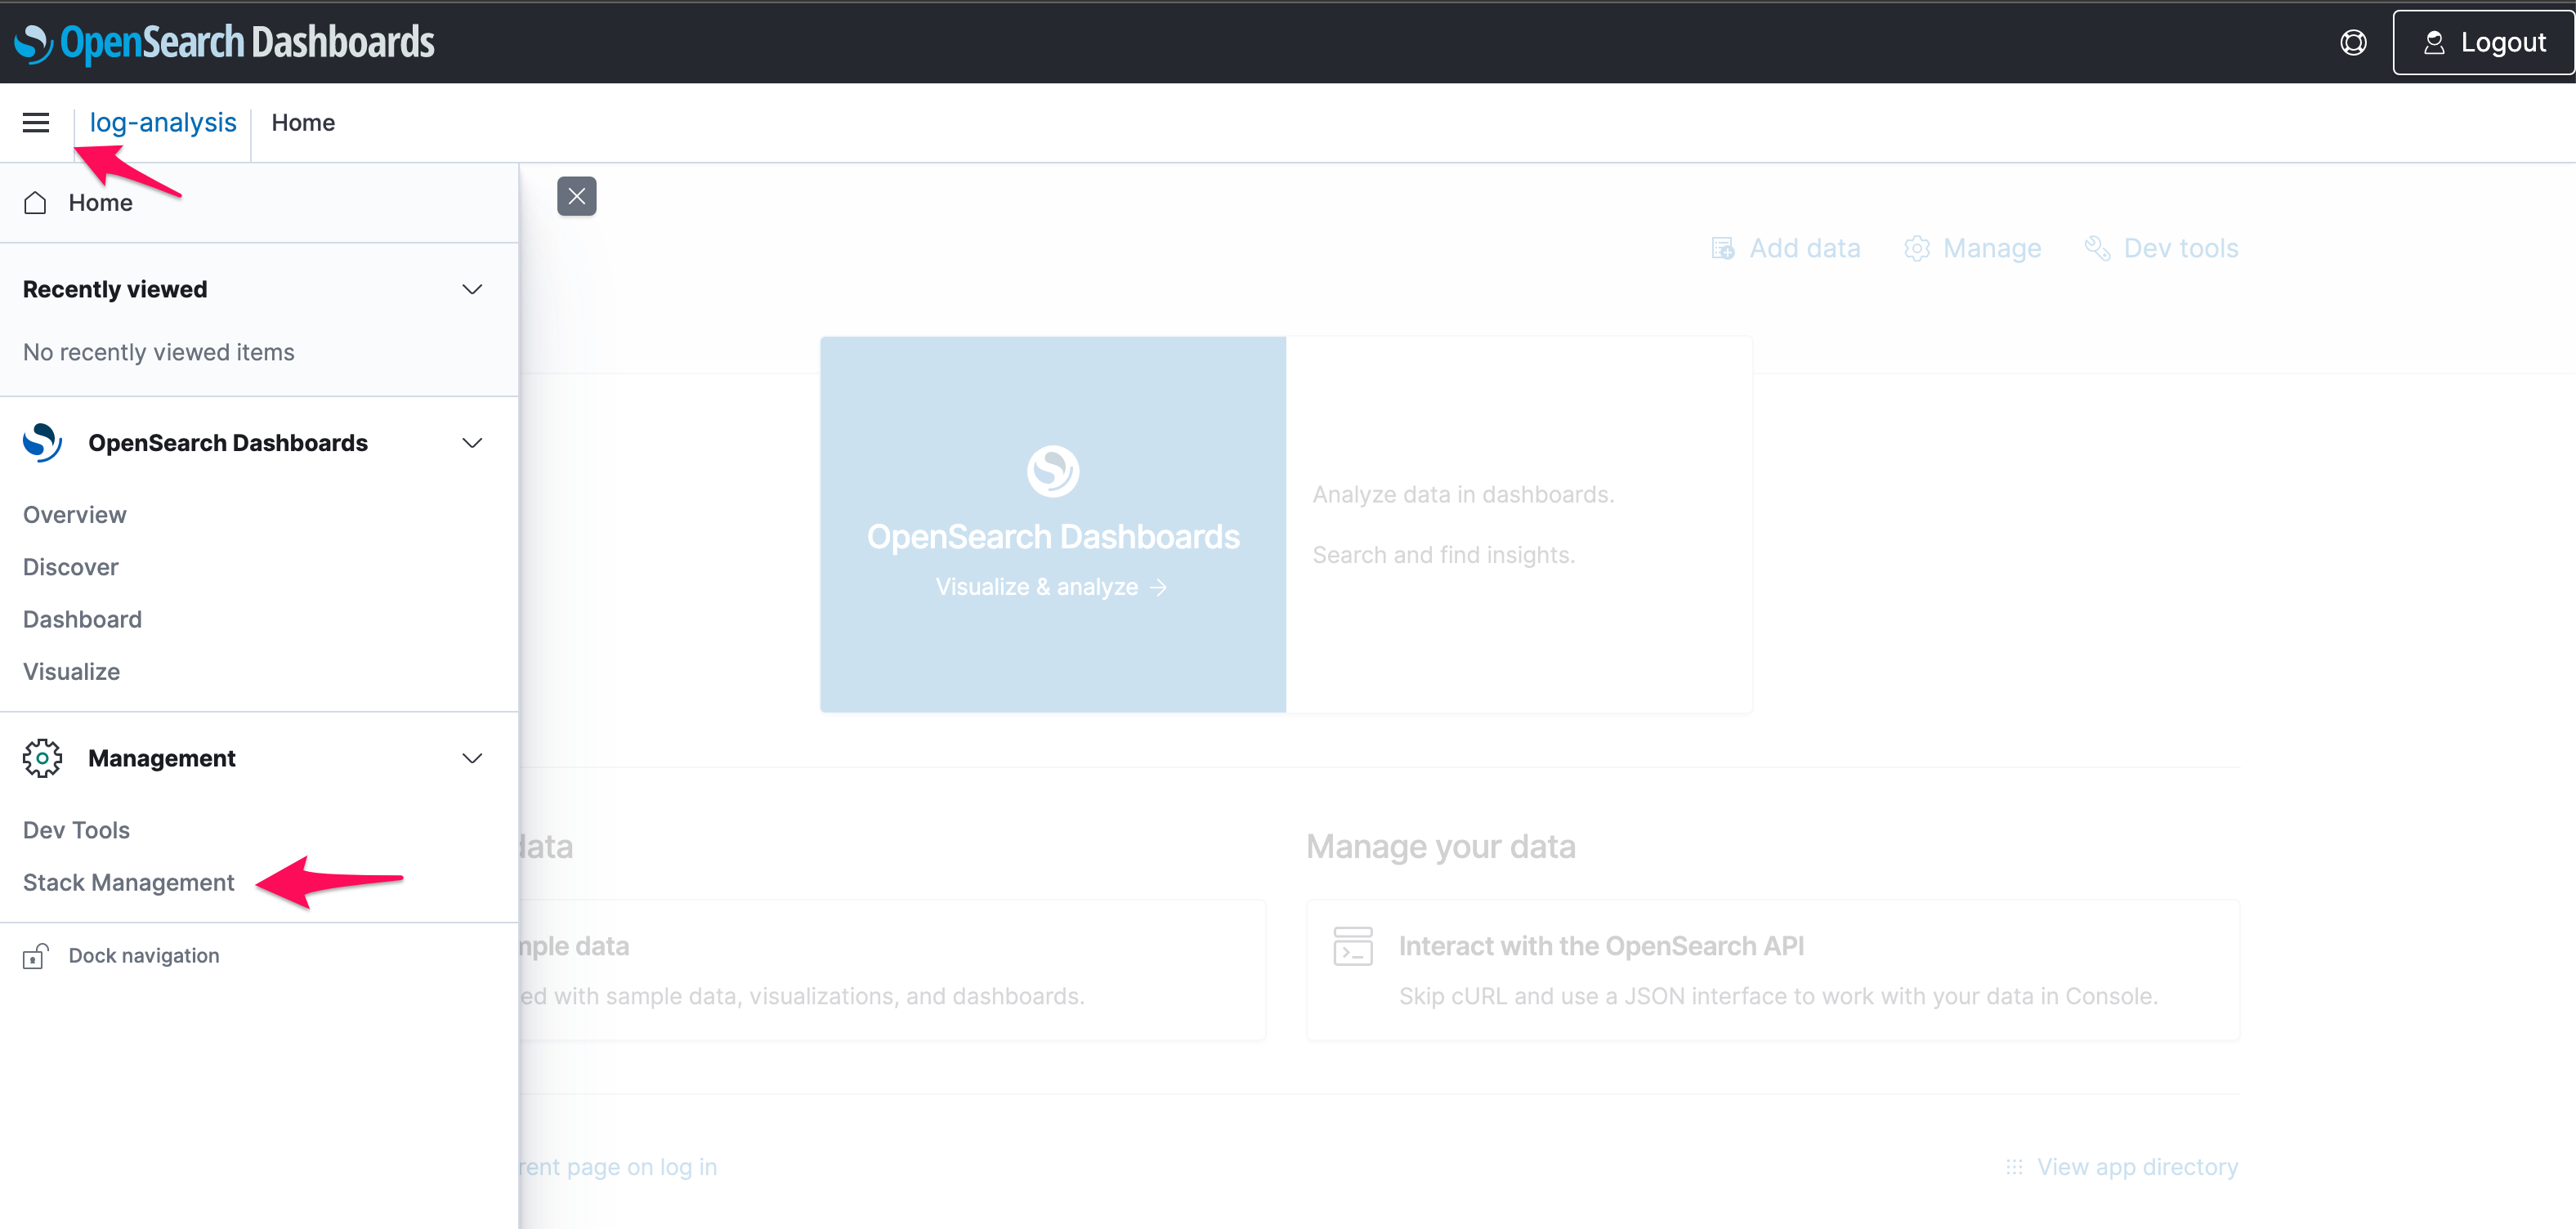 OpenSearch Dashboards
Logout
log-analysis
Home
Home
Recently viewed
No recently viewed items
OpenSearch Dashboards
Overview
Discover
Dashboard
Visualize
Management
Dev Tools
Stack Management
Dock navigation
Add data
Manage
Dev tools
OpenSearch Dashboards
Visualize & analyze
Analyze data in dashboards.
Search and find insights.
data
Manage your data
mple data
ed with sample data, visualizations, and dashboards.
Interact with the OpenSearch API
Skip cURL and use a JSON interface to work with your data in Console.
rent page on log in
View app directory